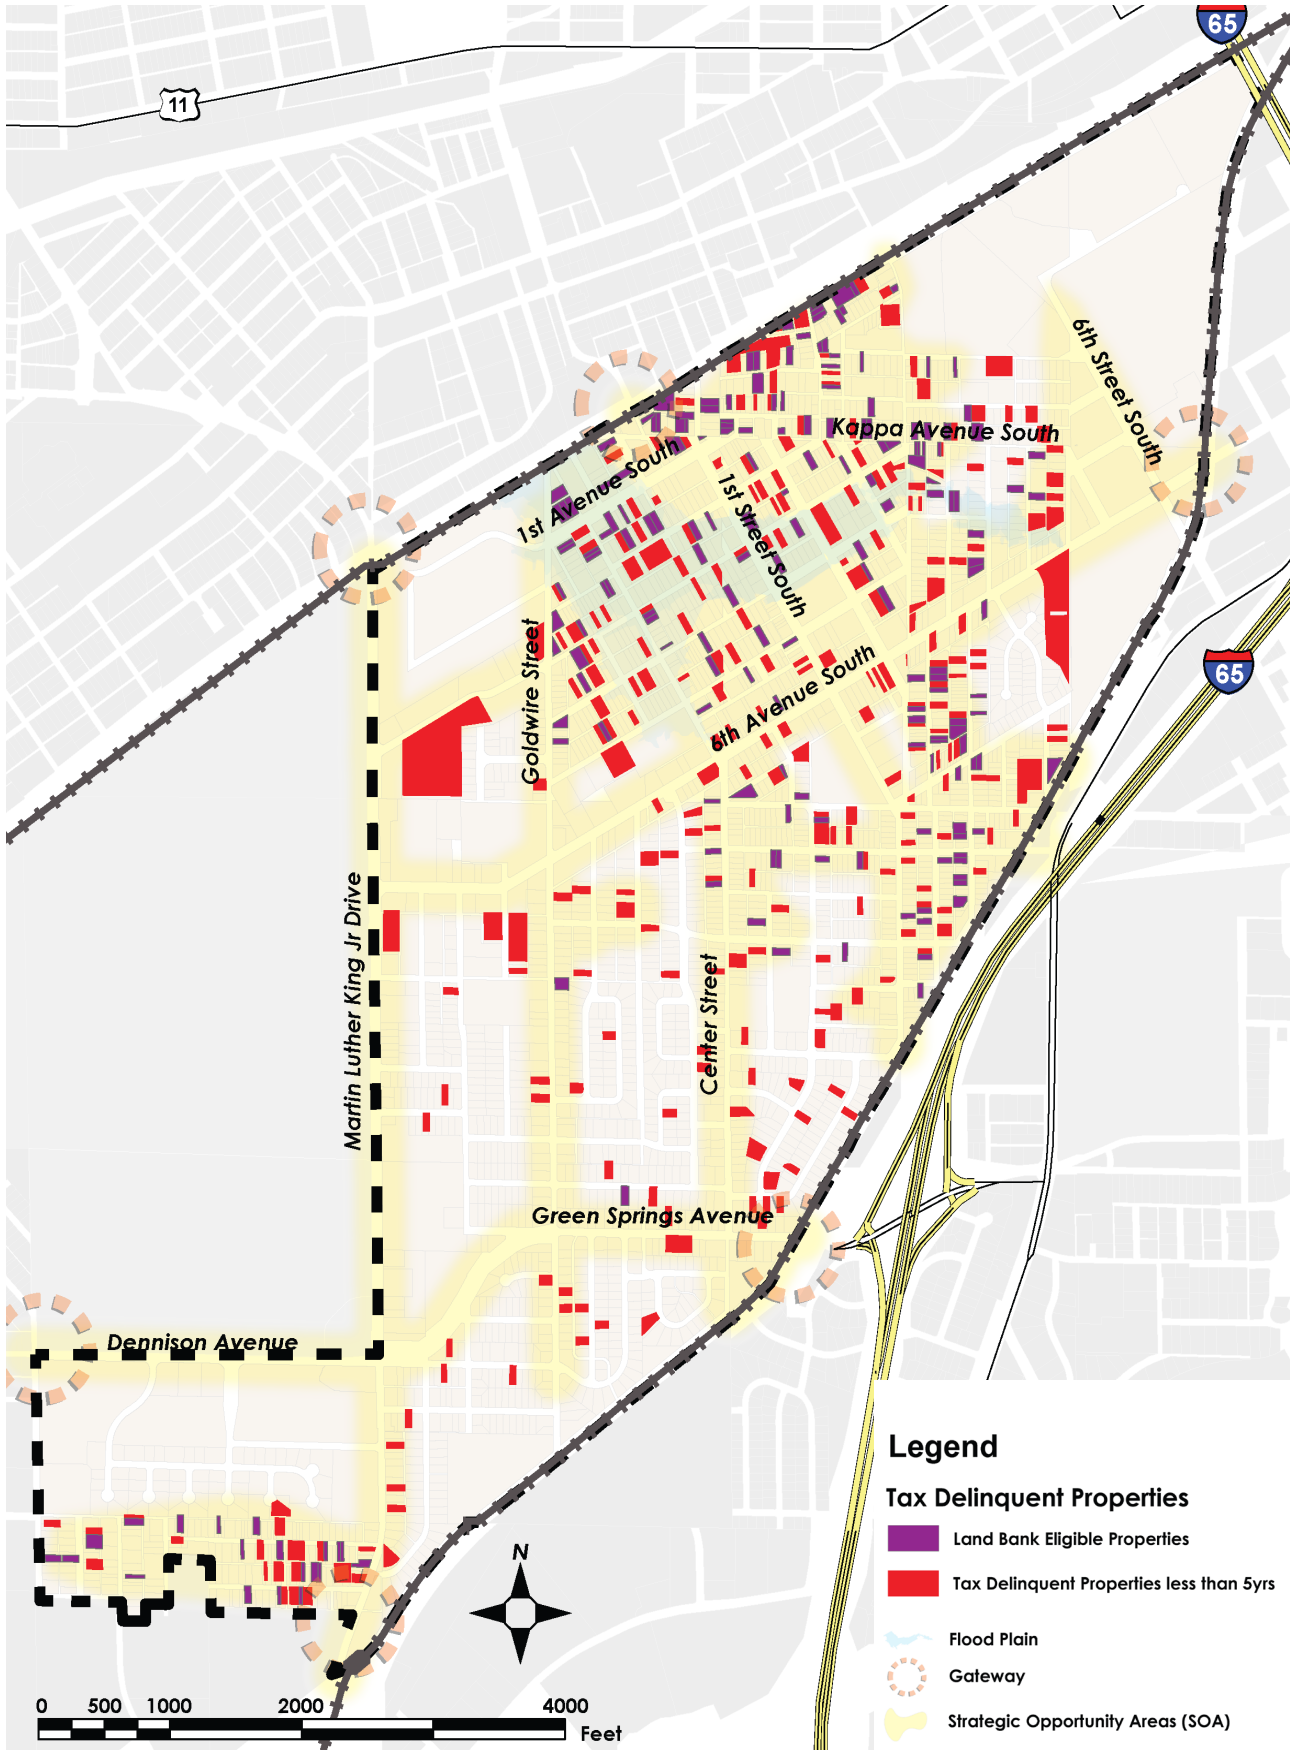 65
11
6th Street South
Kappa Avenue South
1st Avenue South
1st Street South
Goldwire Street
65
6th Avenue South
Martin Luther King Jr Drive
Center Street
Green Springs Avenue
Dennison Avenue
Legend
Tax Delinquent Properties
Land Bank Eligible Properties
Tax Delinquent Properties less than 5yrs
Flood Plain
Gateway
Strategic Opportunity Areas (SOA)
N
0 500 1000 2000 4000
Feet